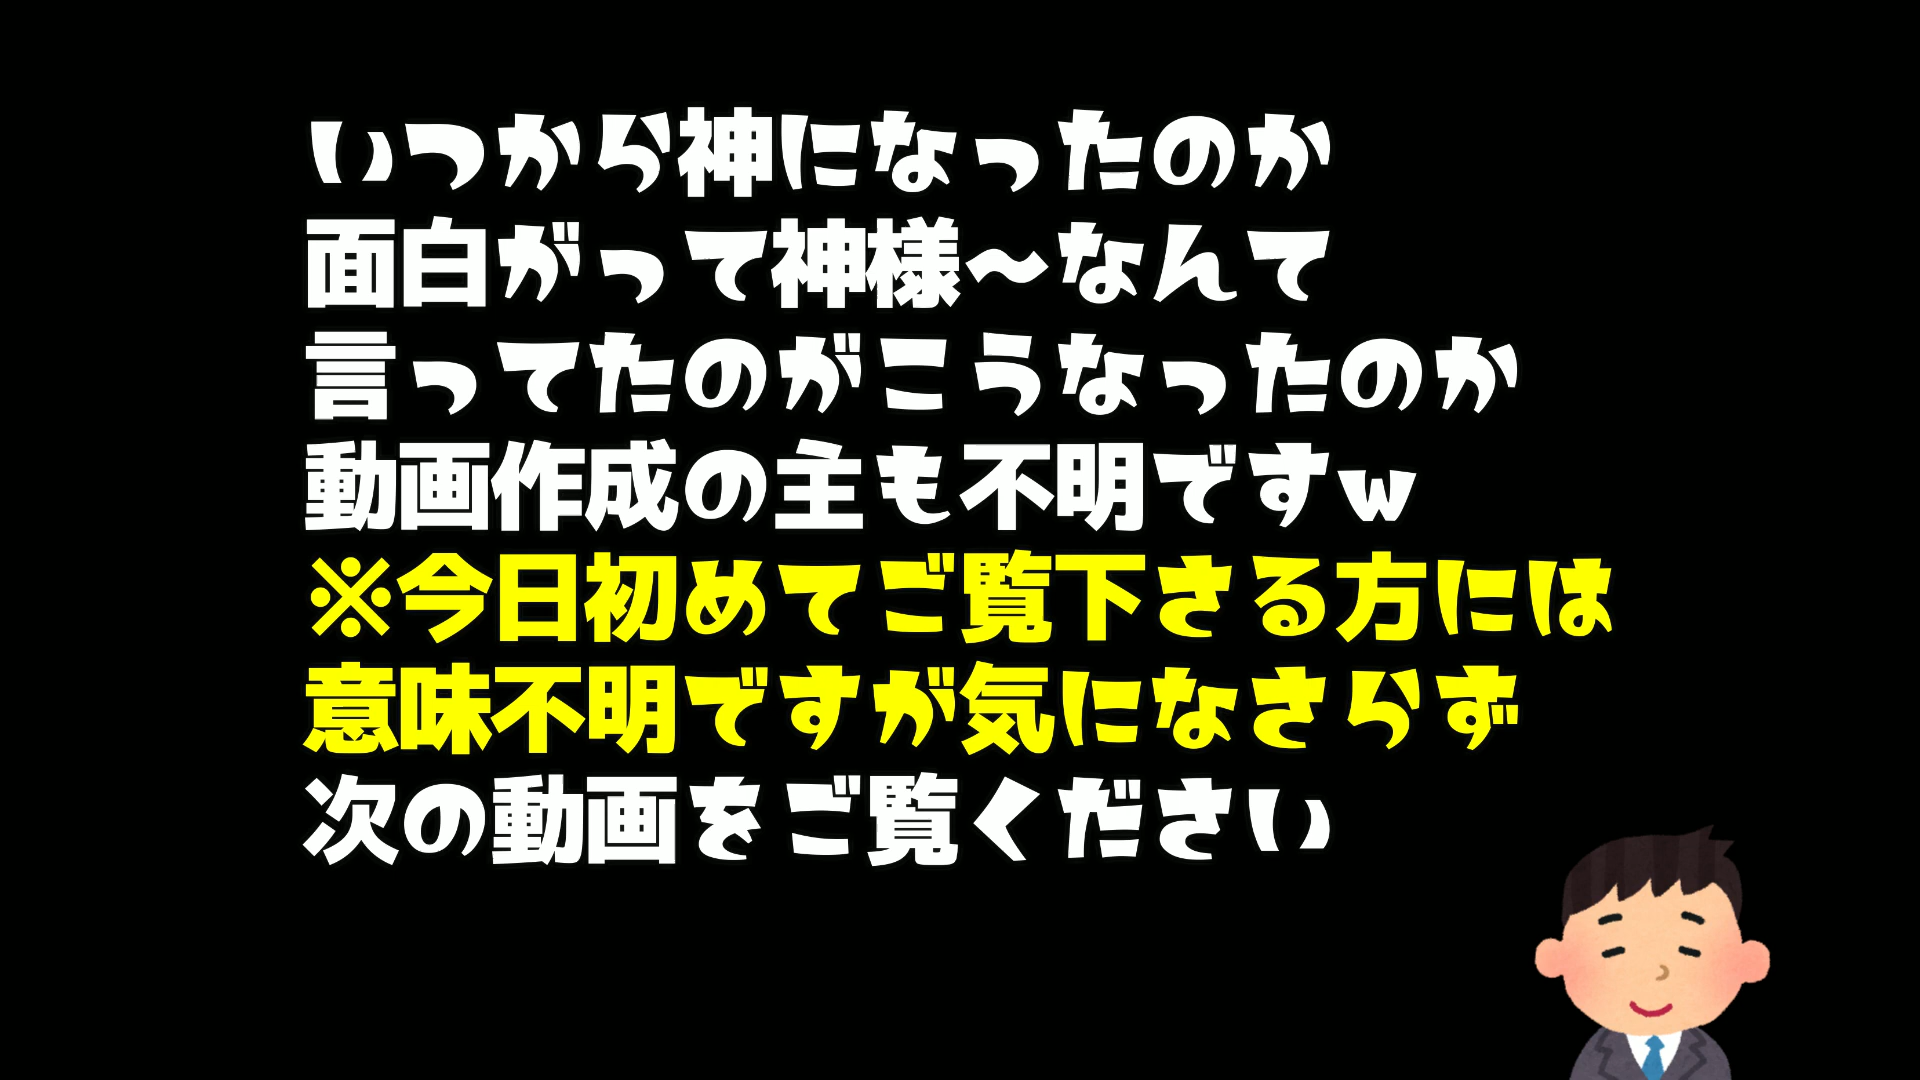 いつから神になったのか
面白がって神様～なんて
言ってたのがこうなったのか
動画作成の主も不明ですw
※今日初めてご覧下さる方には
意味不明ですが気になさらず
次の動画をご覧ください